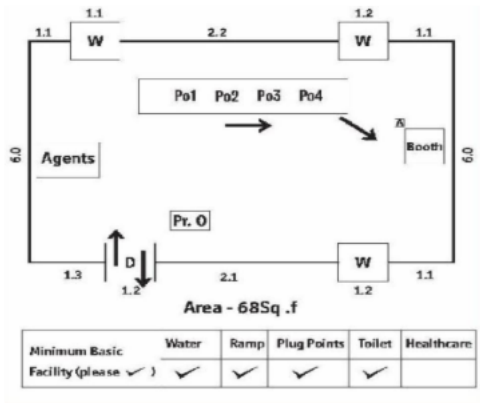 1.1 1.2
1.1 W 2.2 W 1.1
Po1 Po2 Po3 Po4
6.0 Agents Booth 6.0
Pr. O
D W
1.3 1.2 2.1 1.2 1.1
Area - 68Sq .f
Minimum Basic Water Ramp Plug Points Toilet Healthcare
Facility (please ✓ ) ✓ ✓ ✓ ✓